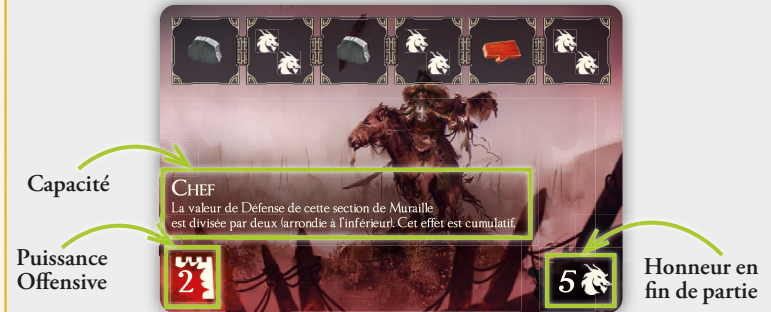 Capacité
CHEF
La valeur de Défense de cette section de Muraille
est divisée par deux (arrondie à l'inférieur). Cet effet est cumulatif.
Puissance
Offensive
2
5
Honneur en
fin de partie